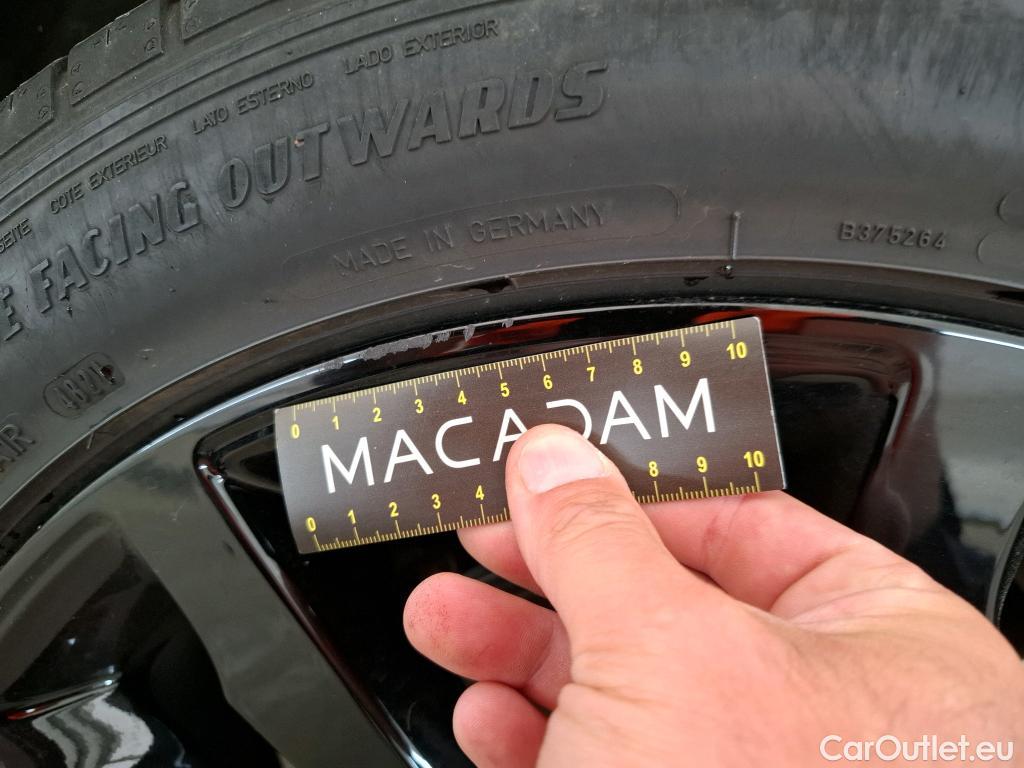 SEITE COTE EXTERIEUR LATO ESTERNO LADO EXTERIOR
FACING OUTWARDS
MADE IN GERMANY
B375264
0 1 2 3 4 5 6 7 8 9 10
MACADAM
0 1 2 3 4 8 9 10
CarOutlet.eu